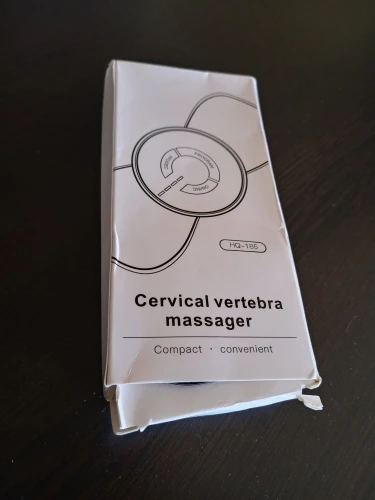 HQ-185
Cervical vertebra
massager
Compact · convenient